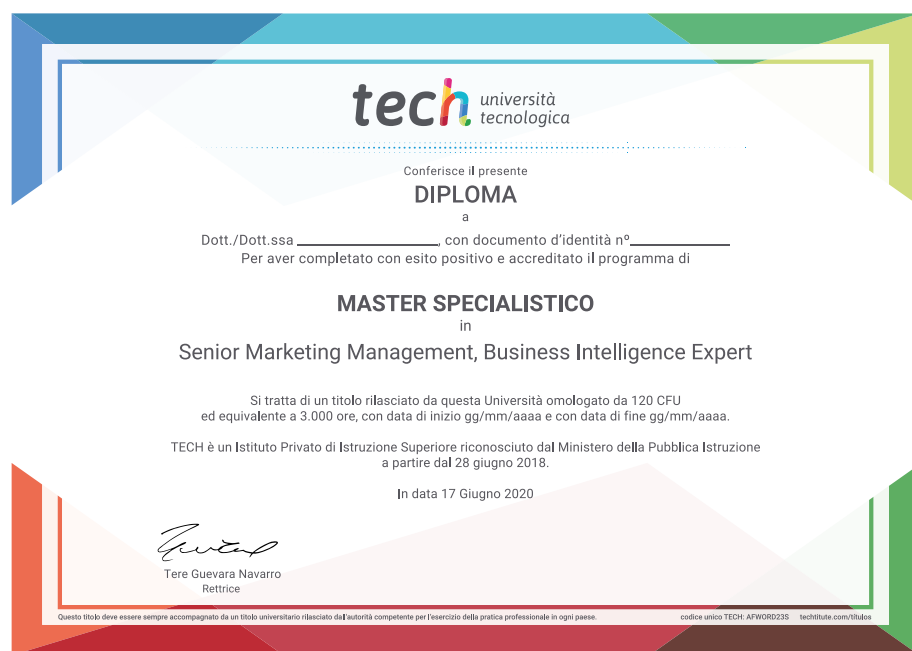 tech università
tecnologica
Conferisce il presente
DIPLOMA
a
Dott./Dott.ssa ____________________, con documento d'identità nº______________
Per aver completato con esito positivo e accreditato il programma di
MASTER SPECIALISTICO
in
Senior Marketing Management, Business Intelligence Expert
Si tratta di un titolo rilasciato da questa Università omologato da 120 CFU
ed equivalente a 3.000 ore, con data di inizio gg/mm/aaaa e con data di fine gg/mm/aaaa.
TECH è un Istituto Privato di Istruzione Superiore riconosciuto dal Ministero della Pubblica Istruzione
a partire dal 28 giugno 2018.
In data 17 Giugno 2020
Tere Guevara Navarro
Rettrice
Questo titolo deve essere sempre accompagnato da un titolo universitario rilasciato dall'autorità competente per l'esercizio della pratica professionale in ogni paese. codice unico TECH: AFWORD23S techtitute.com/titulos